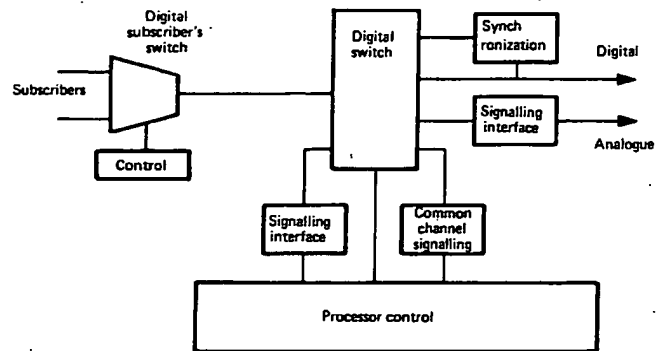 Digital
subscriber's
switch
Subscribers
Control
Digital
switch
Synch
ronization
Digital
Signalling
interface
Analogue
Signalling
interface
Common
channel
signalling
Processor control